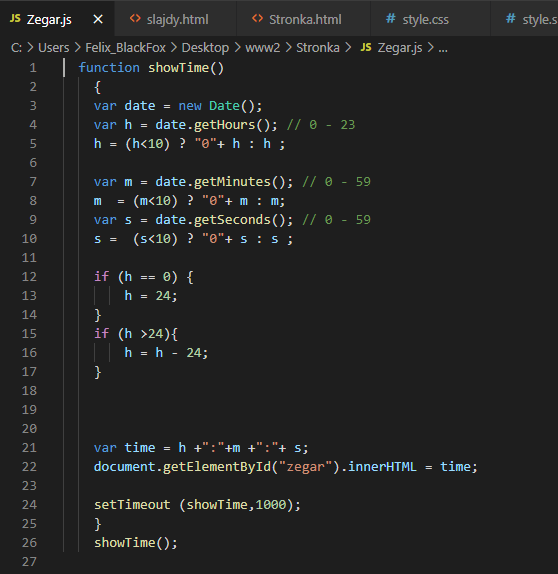 JS Zegar.js × <> slajdy.html <> Stronka.html # style.css # style.s
C: > Users > Felix_BlackFox > Desktop > www2 > Stronka > JS Zegar.js > ...
1 function showTime()
2 {
3 var date = new Date();
4 var h = date.getHours(); // 0 - 23
5 h = (h<10) ? "0"+ h : h ;
6
7 var m = date.getMinutes(); // 0 - 59
8 m  = (m<10) ? "0"+ m : m;
9 var s = date.getSeconds(); // 0 - 59
10 s =  (s<10) ? "0"+ s : s ;
11
12 if (h == 0) {
13 h = 24;
14 }
15 if (h >24){
16 h = h - 24;
17 }
18
19
20
21 var time = h +":"+m +":"+ s;
22 document.getElementById("zegar").innerHTML = time;
23
24 setTimeout (showTime,1000);
25 }
26 showTime();
27